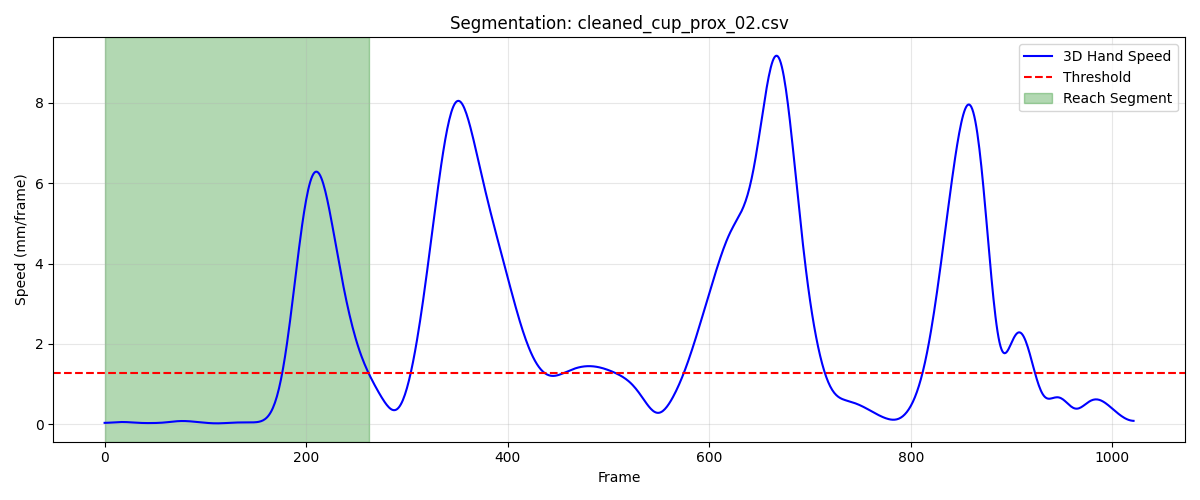 Segmentation: cleaned_cup_prox_02.csv
3D Hand Speed
Threshold
Reach Segment
Speed (mm/frame)
8
6
4
2
0
0 200 400 600 800 1000
Frame